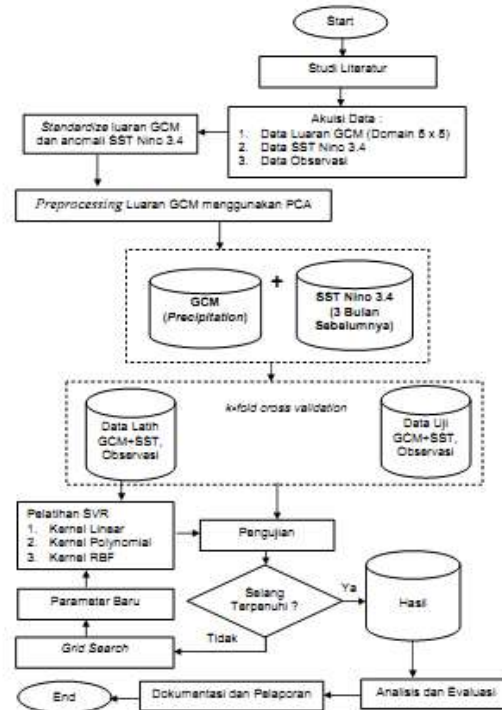 Start
Studi Literatur
Akuisi Data :
1. Data Luaran GCM (Domain 5 x 5)
2. Data SST Nino 3.4
3. Data Observasi
Standardize luaran GCM
dan anomali SST Nino 3.4
Preprocessing Luaran GCM menggunakan PCA
GCM
(Precipitation)
+
SST Nino 3.4
(3 Bulan
Sebelumnya)
k-fold cross validation
Data Latih
GCM+SST,
Observasi
Data Uji
GCM+SST,
Observasi
Pelatihan SVR
1. Kernel Linear
2. Kernel Polynomial
3. Kernel RBF
Pengujian
Parameter Baru
Selang
Terpenuhi ?
Ya
Hasil
Tidak
Grid Search
End
Dokumentasi dan Pelaporan
Analisis dan Evaluasi